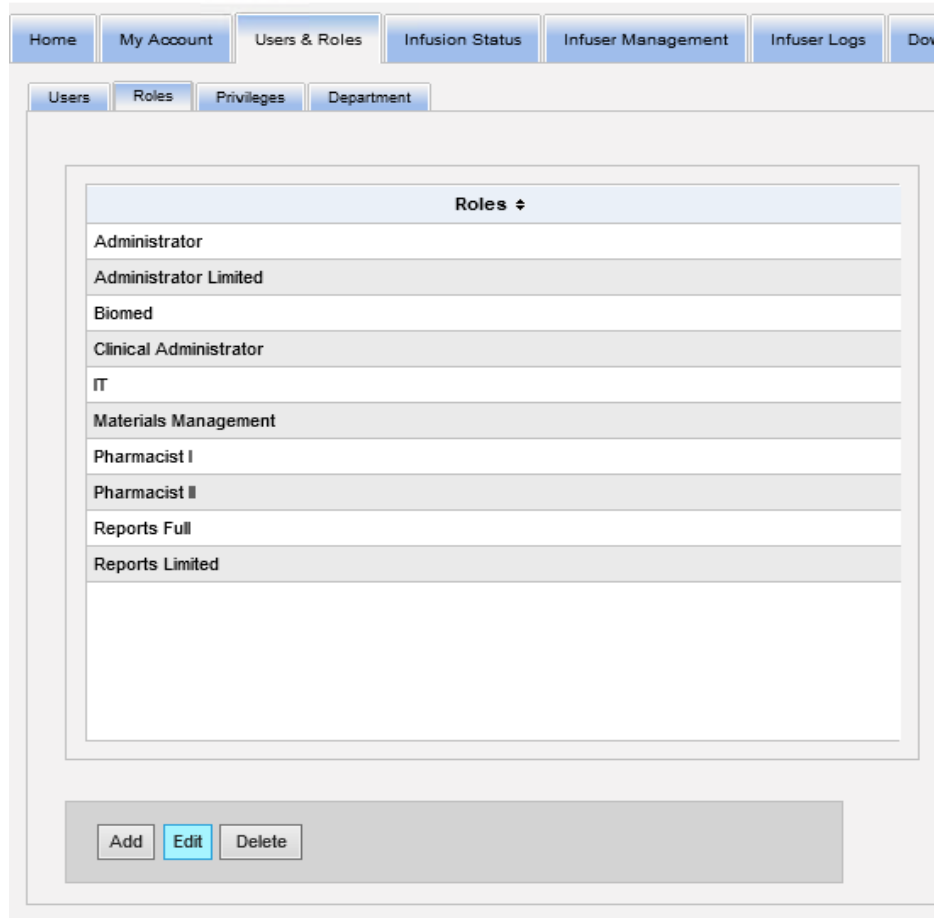 Home My Account Users & Roles Infusion Status Infuser Management Infuser Logs
Users Roles Privileges Department
Roles
Administrator
Administrator Limited
Biomed
Clinical Administrator
IT
Materials Management
Pharmacist I
Pharmacist II
Reports Full
Reports Limited
Add Edit Delete